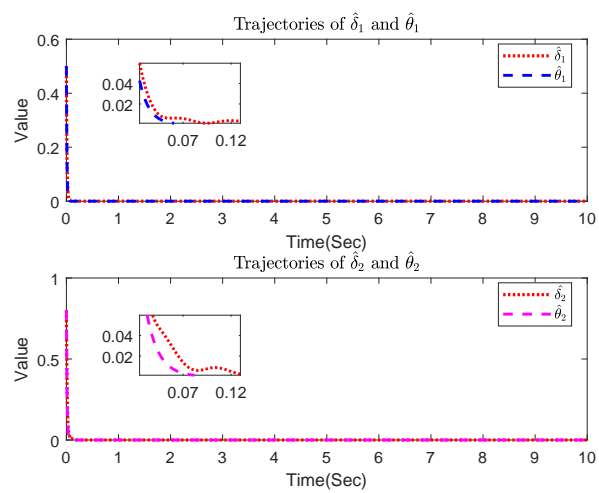 Trajectories of δ̂₁ and θ̂₁
0.6
0.4
0.2
0
Value
0.04
0.02
0.07 0.12
δ̂₁
θ̂₁
0 1 2 3 4 5 6 7 8 9 10
Time(Sec)
Trajectories of δ̂₂ and θ̂₂
1
0.5
0
Value
0.04
0.02
0.07 0.12
δ̂₂
θ̂₂
0 1 2 3 4 5 6 7 8 9 10
Time(Sec)